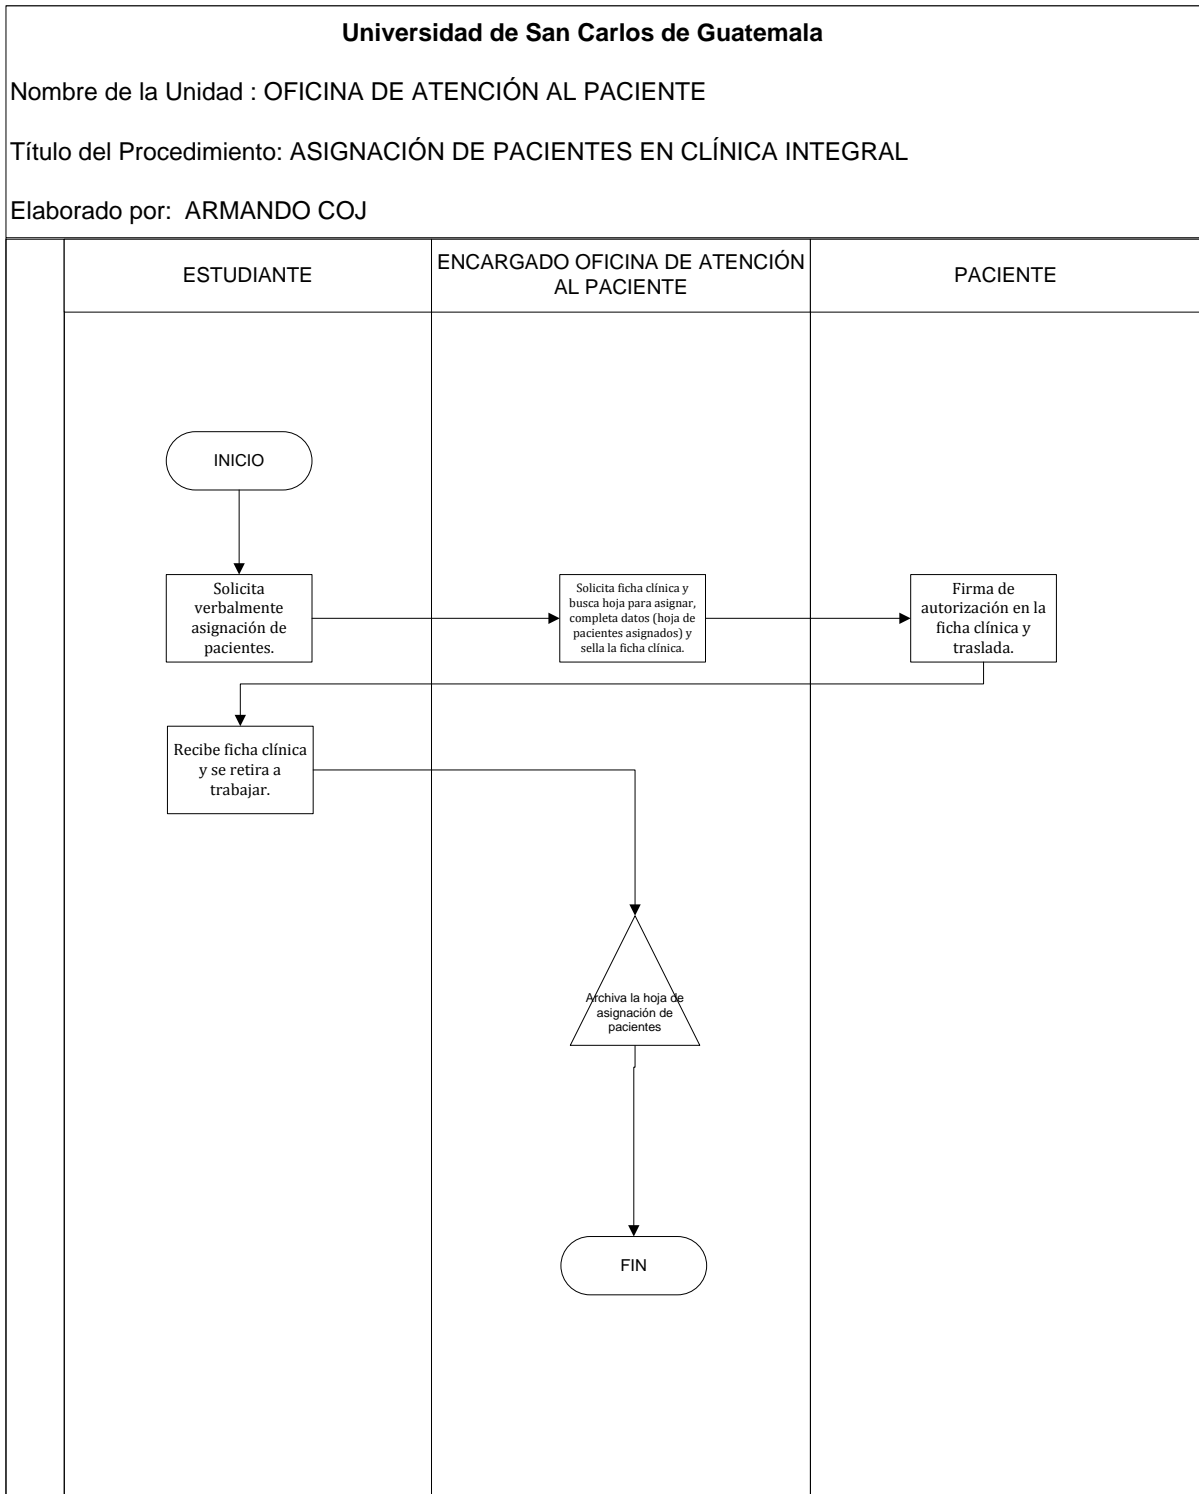 Universidad de San Carlos de Guatemala
Nombre de la Unidad : OFICINA DE ATENCIÓN AL PACIENTE
Título del Procedimiento: ASIGNACIÓN DE PACIENTES EN CLÍNICA INTEGRAL
Elaborado por: ARMANDO COJ
ESTUDIANTE
ENCARGADO OFICINA DE ATENCIÓN
AL PACIENTE
PACIENTE
INICIO
Solicita
verbalmente
asignación de
pacientes.
Solicita ficha clínica y
busca hoja para asignar,
completa datos (hoja de
pacientes asignados) y
sella la ficha clínica.
Firma de
autorización en la
ficha clínica y
traslada.
Recibe ficha clínica
y se retira a
trabajar.
Archiva la hoja de
asignación de
pacientes
FIN